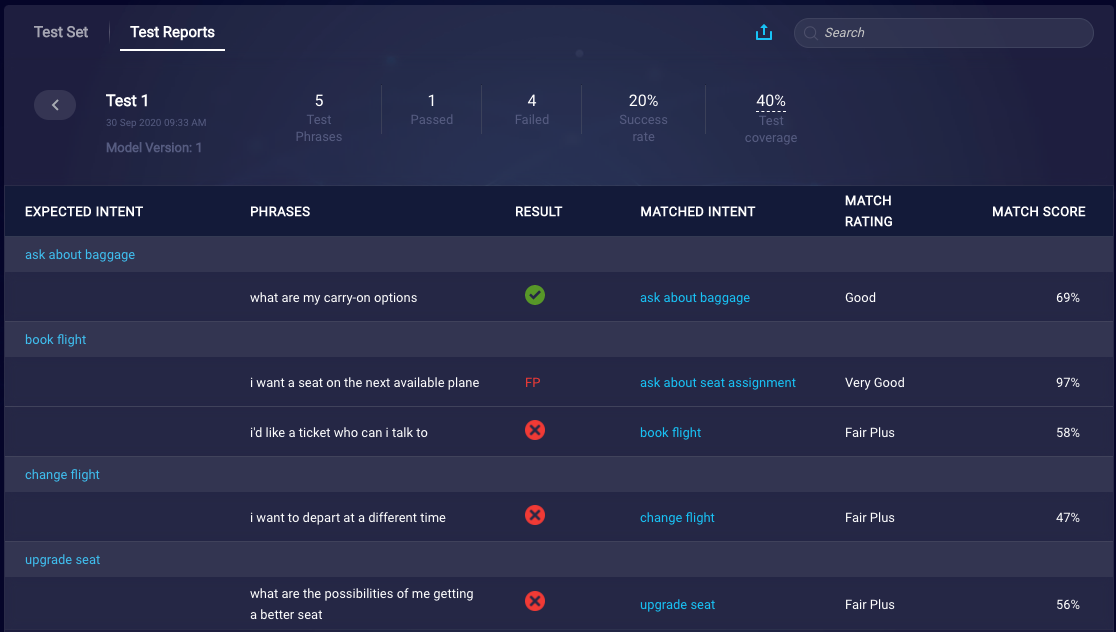 Test Set
Test Reports
Search
Test 1
30 Sep 2020 09:33 AM
Model Version: 1
5
Test
Phrases
1
Passed
4
Failed
20%
Success
rate
40%
Test
coverage
EXPECTED INTENT
PHRASES
RESULT
MATCHED INTENT
MATCH
RATING
MATCH SCORE
ask about baggage
what are my carry-on options
ask about baggage
Good
69%
book flight
i want a seat on the next available plane
FP
ask about seat assignment
Very Good
97%
i'd like a ticket who can i talk to
book flight
Fair Plus
58%
change flight
i want to depart at a different time
change flight
Fair Plus
47%
upgrade seat
what are the possibilities of me getting
a better seat
upgrade seat
Fair Plus
56%